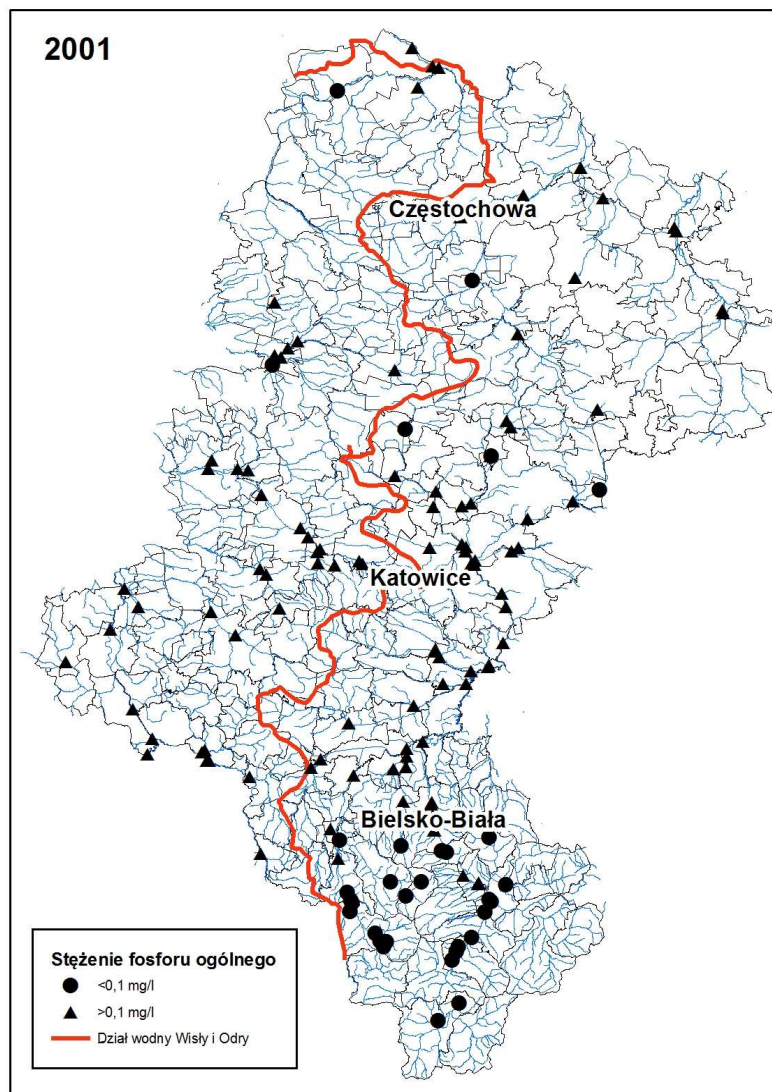 2001
Częstochowa
Katowice
Bielsko-Biała
Stężenie fosforu ogólnego
<0,1 mg/l
>0,1 mg/l
Dział wodny Wisły i Odry